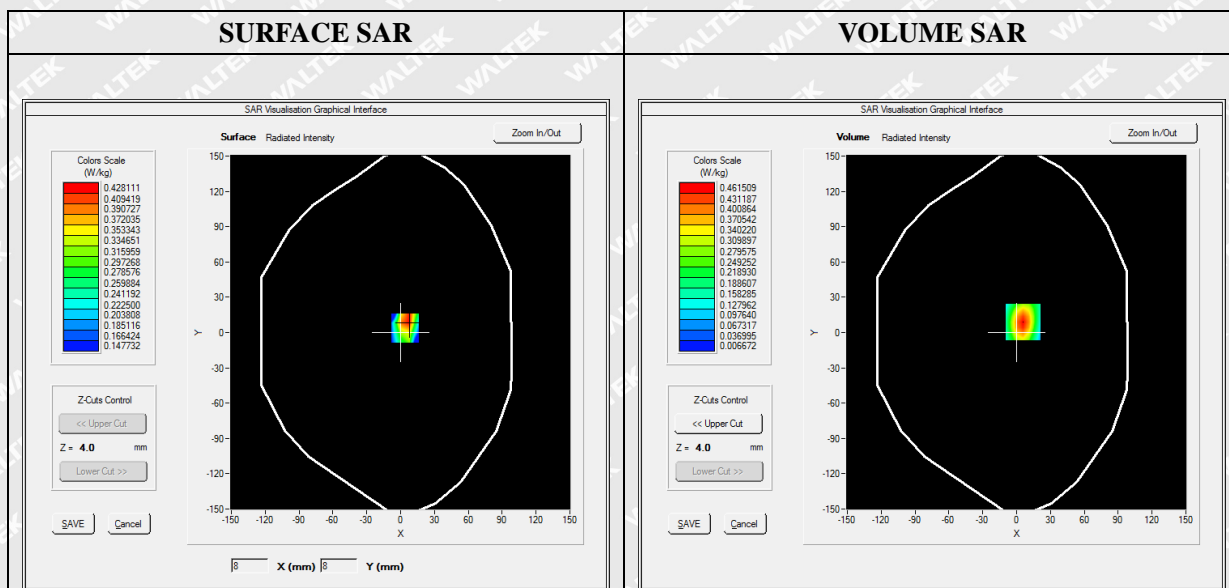 SURFACE SAR
SAR Visualisation Graphical Interface
Surface Radiated Intensity
Zoom In/Out
Colors Scale
(W/kg)
0.428111
0.409419
0.390727
0.372035
0.353343
0.334651
0.315959
0.297268
0.278576
0.259884
0.241192
0.222500
0.203808
0.185116
0.166424
0.147732
Z-Cuts Control
<< Upper Cut
Z = 4.0 mm
Lower Cut >>
SAVE Cancel
150
120
90
60
30
0
-30
-60
-90
-120
-150
Y
-150 -120 -90 -60 -30 0 30 60 90 120 150
X
8 X (mm) 8 Y (mm)
VOLUME SAR
SAR Visualisation Graphical Interface
Volume Radiated Intensity
Zoom In/Out
Colors Scale
(W/kg)
0.461509
0.431187
0.400864
0.370542
0.340220
0.309897
0.279575
0.249252
0.218930
0.188607
0.158285
0.127962
0.097640
0.067317
0.036995
0.006672
Z-Cuts Control
<< Upper Cut
Z = 4.0 mm
Lower Cut >>
SAVE Cancel
150
120
90
60
30
0
-30
-60
-90
-120
-150
Y
-150 -120 -90 -60 -30 0 30 60 90 120 150
X
WALTEK